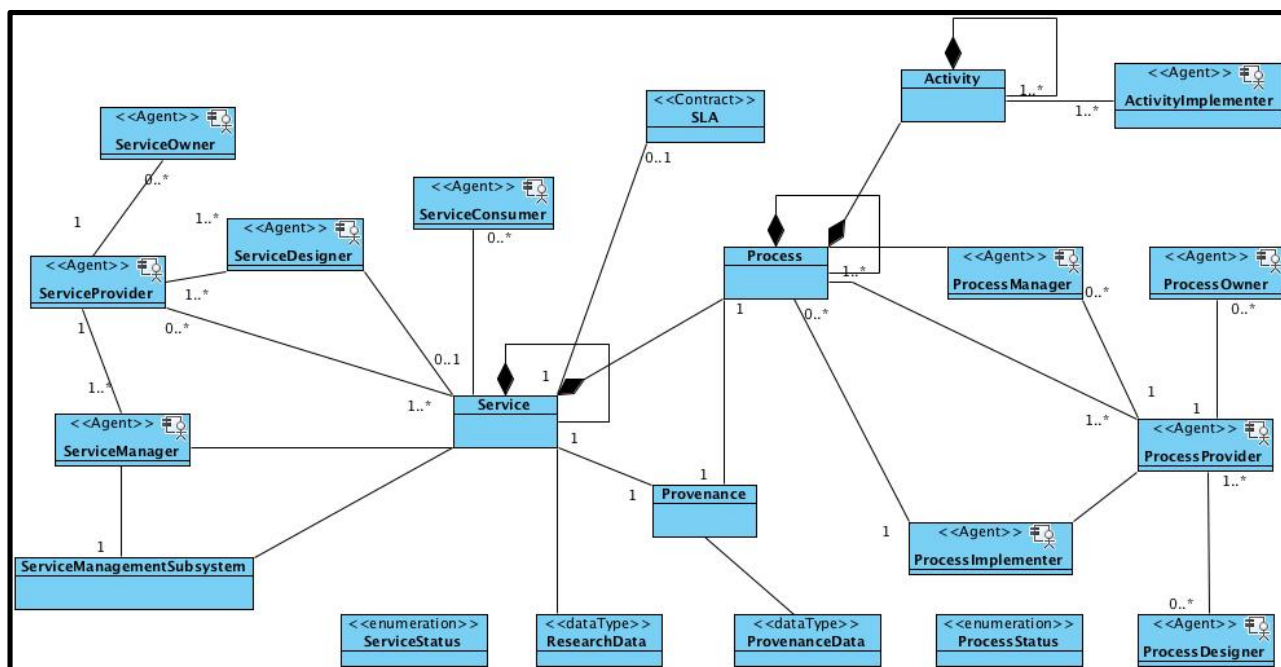 <<Agent>>
ServiceOwner
0..*
1
<<Agent>>
ServiceProvider
1..*
<<Agent>>
ServiceDesigner
1..*
0..*
1
1..*
0..1
<<Agent>>
ServiceConsumer
0..*
<<Contract>>
SLA
0..1
1
Activity
1..*
1..*
<<Agent>>
ActivityImplementer
Process
1..*
1
0..*
<<Agent>>
ProcessManager
0..*
<<Agent>>
ProcessOwner
0..*
1
1
1..*
<<Agent>>
ProcessProvider
1..*
1..*
Service
1
<<Agent>>
ServiceManager
1
ServiceManagementSubsystem
1
1
Provenance
1
<<Agent>>
ProcessImplementer
0..*
<<Agent>>
ProcessDesigner
<<enumeration>>
ServiceStatus
<<dataType>>
ResearchData
<<dataType>>
ProvenanceData
<<enumeration>>
ProcessStatus